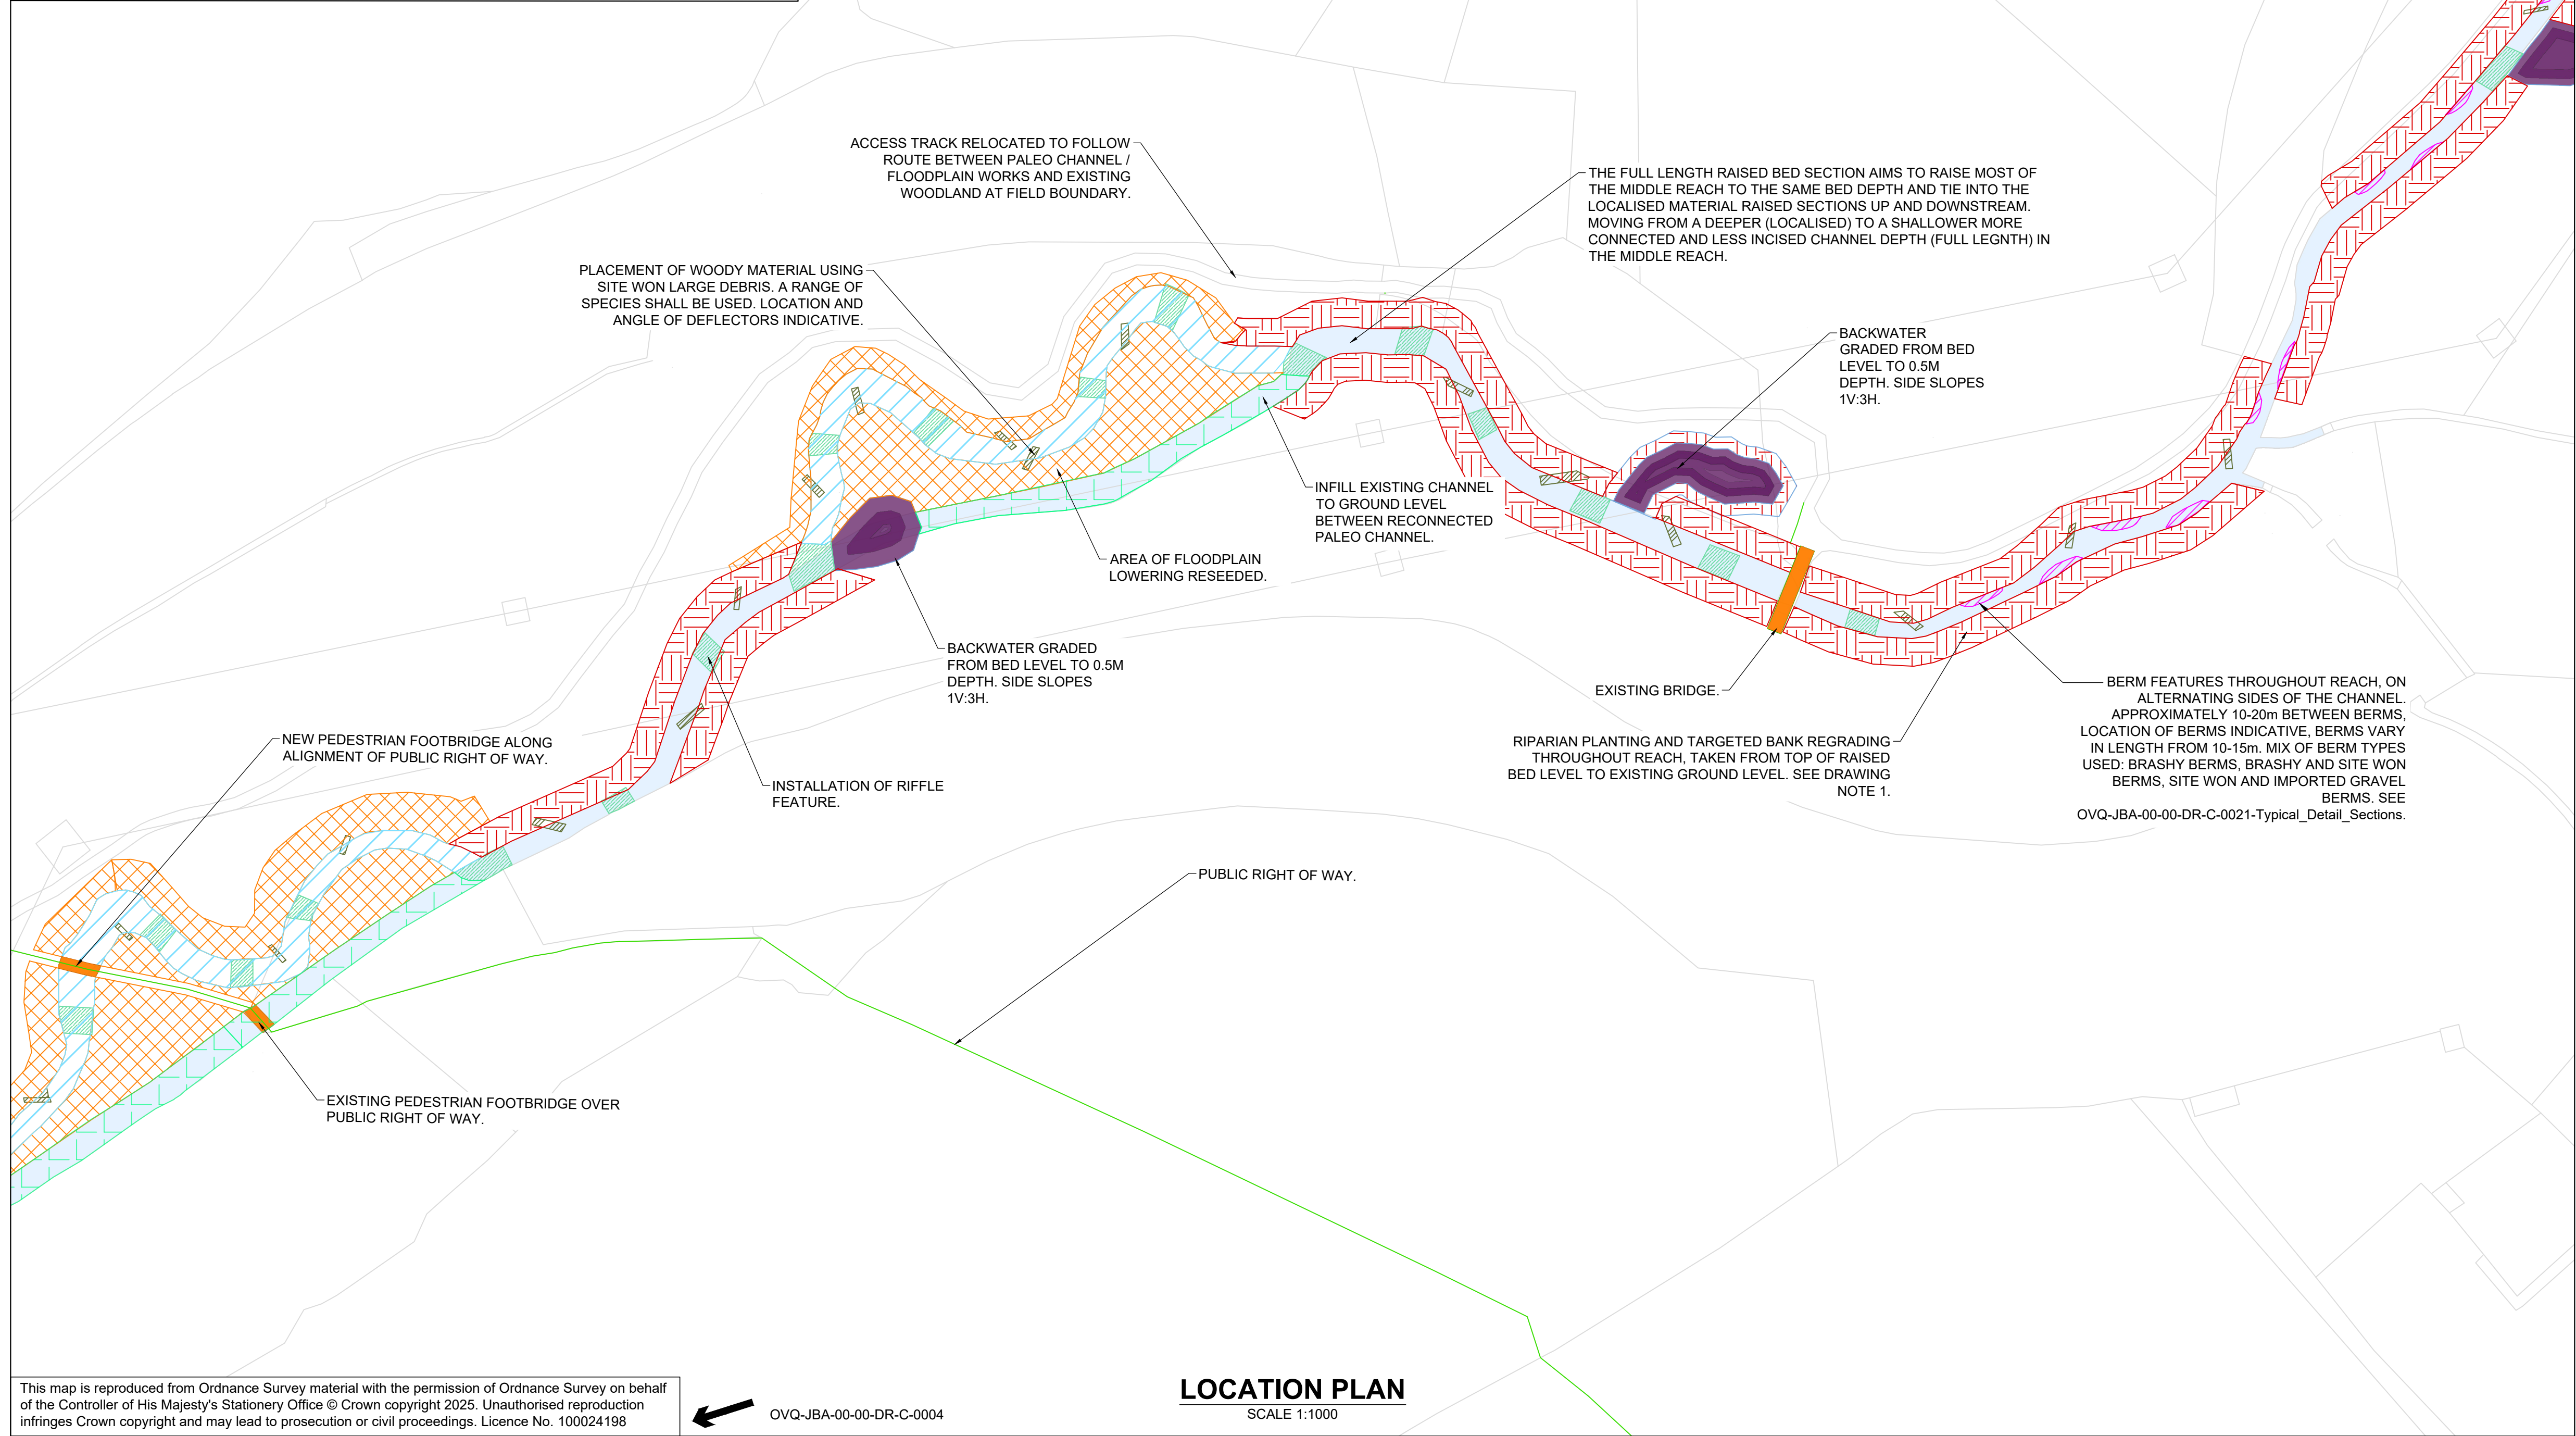 ACCESS TRACK RELOCATED TO FOLLOW
ROUTE BETWEEN PALEO CHANNEL /
FLOODPLAIN WORKS AND EXISTING
WOODLAND AT FIELD BOUNDARY.
THE FULL LENGTH RAISED BED SECTION AIMS TO RAISE MOST OF
THE MIDDLE REACH TO THE SAME BED DEPTH AND TIE INTO THE
LOCALISED MATERIAL RAISED SECTIONS UP AND DOWNSTREAM.
MOVING FROM A DEEPER (LOCALISED) TO A SHALLOWER MORE
CONNECTED AND LESS INCISED CHANNEL DEPTH (FULL LEGNTH) IN
THE MIDDLE REACH.
PLACEMENT OF WOODY MATERIAL USING
SITE WON LARGE DEBRIS. A RANGE OF
SPECIES SHALL BE USED. LOCATION AND
ANGLE OF DEFLECTORS INDICATIVE.
BACKWATER
GRADED FROM BED
LEVEL TO 0.5M
DEPTH. SIDE SLOPES
1V:3H.
INFILL EXISTING CHANNEL
TO GROUND LEVEL
BETWEEN RECONNECTED
PALEO CHANNEL.
AREA OF FLOODPLAIN
LOWERING RESEEDED.
BACKWATER GRADED
FROM BED LEVEL TO 0.5M
DEPTH. SIDE SLOPES
1V:3H.
EXISTING BRIDGE.
BERM FEATURES THROUGHOUT REACH, ON
ALTERNATING SIDES OF THE CHANNEL.
APPROXIMATELY 10-20m BETWEEN BERMS,
LOCATION OF BERMS INDICATIVE, BERMS VARY
IN LENGTH FROM 10-15m. MIX OF BERM TYPES
USED: BRASHY BERMS, BRASHY AND SITE WON
BERMS, SITE WON AND IMPORTED GRAVEL
BERMS. SEE
OVQ-JBA-00-00-DR-C-0021-Typical_Detail_Sections.
RIPARIAN PLANTING AND TARGETED BANK REGRADING
THROUGHOUT REACH, TAKEN FROM TOP OF RAISED
BED LEVEL TO EXISTING GROUND LEVEL. SEE DRAWING
NOTE 1.
NEW PEDESTRIAN FOOTBRIDGE ALONG
ALIGNMENT OF PUBLIC RIGHT OF WAY.
INSTALLATION OF RIFFLE
FEATURE.
PUBLIC RIGHT OF WAY.
EXISTING PEDESTRIAN FOOTBRIDGE OVER
PUBLIC RIGHT OF WAY.
This map is reproduced from Ordnance Survey material with the permission of Ordnance Survey on behalf
of the Controller of His Majesty's Stationery Office © Crown copyright 2025. Unauthorised reproduction
infringes Crown copyright and may lead to prosecution or civil proceedings. Licence No. 100024198
OVQ-JBA-00-00-DR-C-0004
LOCATION PLAN
SCALE 1:1000